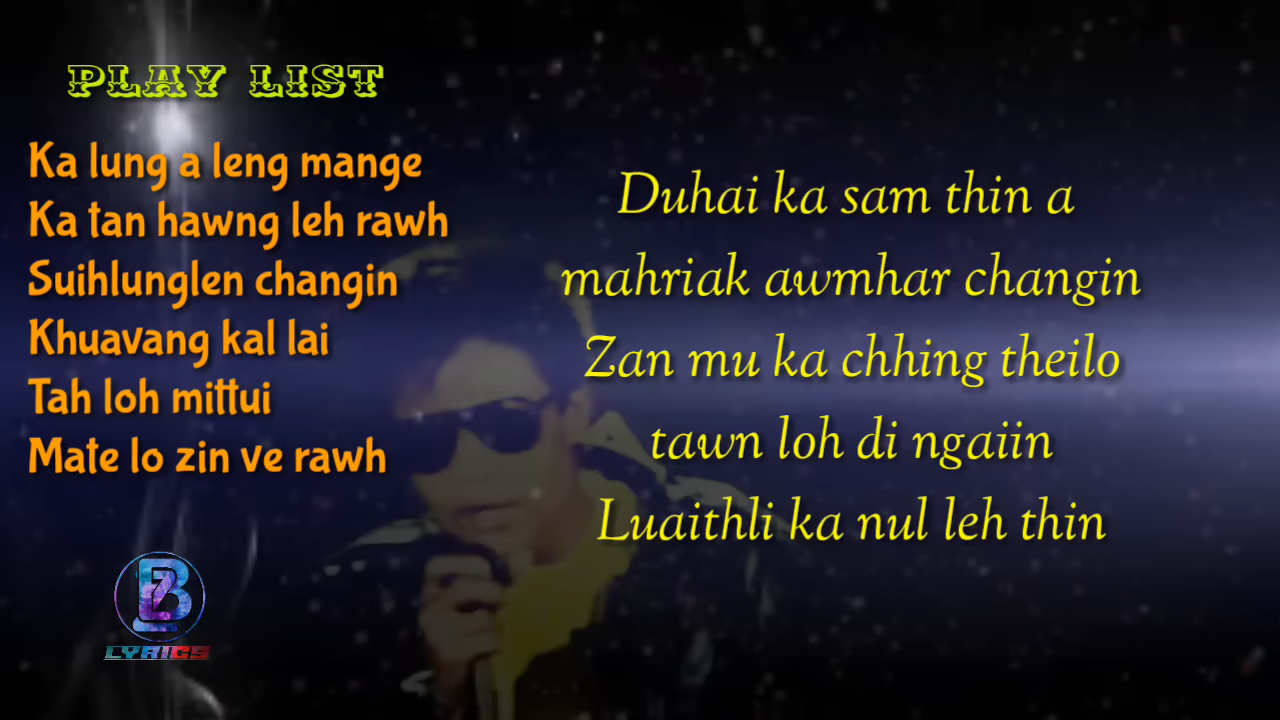 PLAY LIST
Ka lung a leng mange
Ka tan hawng leh rawh
Suihlunglen changin
Khuavang kal lai
Tah loh mittui
Mate lo zin ve rawh
Duhai ka sam thin a
mahriak awmhar changin
Zan mu ka chhing theilo
tawn loh di ngaiin
Luaithli ka nul leh thin
LYRICS